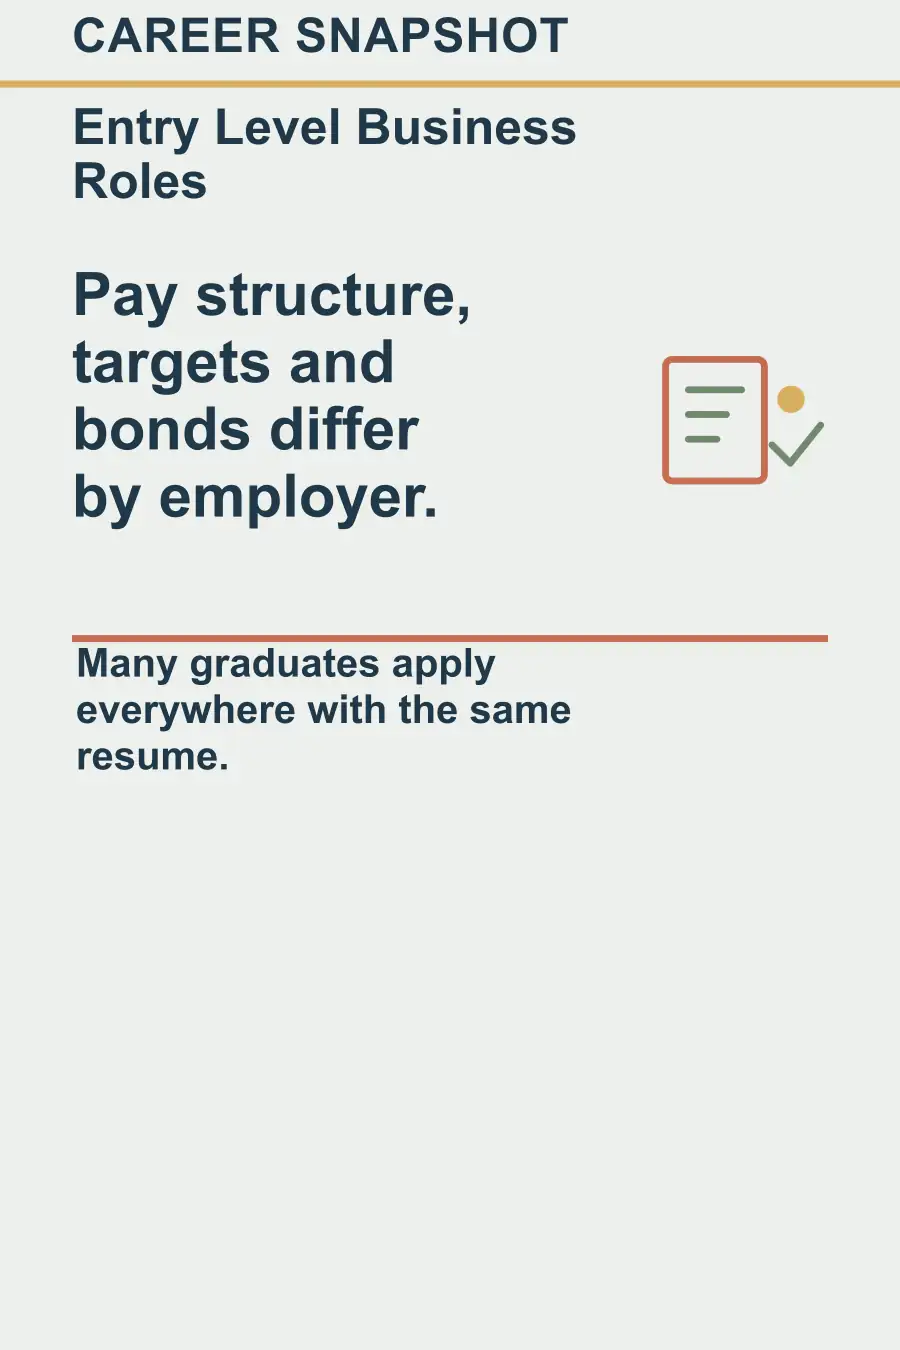 CAREER SNAPSHOT
Entry Level Business
Roles
Pay structure,
targets and
bonds differ
by employer.
Many graduates apply
everywhere with the same
resume.